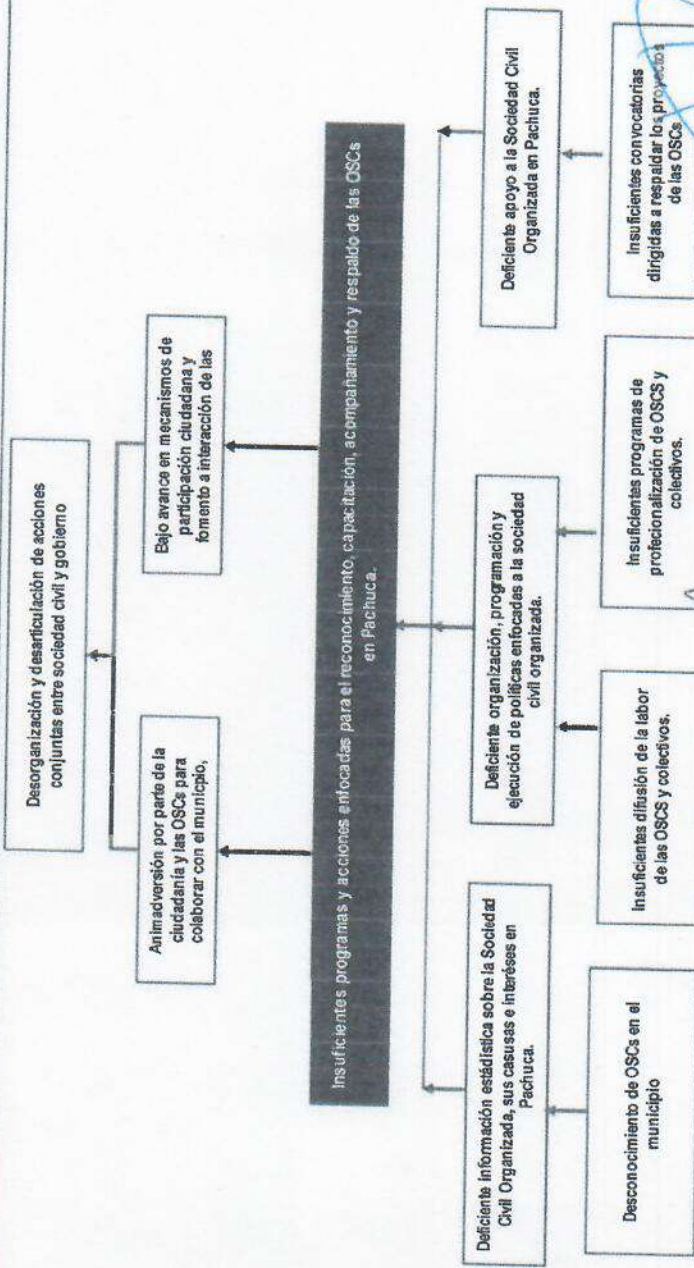 Desorganización y desarticulación de acciones
conjuntas entre sociedad civil y gobierno
Animadversión por parte de la
ciudadanía y las OSCs para
colaborar con el municpio,
Bajo avance en mecanismos de
participación ciudadana y
fomento a interacción de las
Insuficientes programas y acciones enfocadas para el reconocimiento, capacitación, acompañamiento y respaldo de las OSCs
en Pachuca.
Deficiente información estádística sobre la Sociedad
Civil Organizada, sus casusas e interéses en
Pachuca.
Deficiente organización, programación y
ejecución de políticas enfocadas a la sociedad
civil organizada.
Deficiente apoyo a la Sociedad Civil
Organizada en Pachuca.
Desconocimiento de OSCs en el
municipio
Insuficientes difusión de la labor
de las OSCS y colectivos.
Insuficientes programas de
profecionalización de OSCS y
colectivos.
Insuficientes convocatorias
dirigidas a respaldar los proyectos
de las OSCs